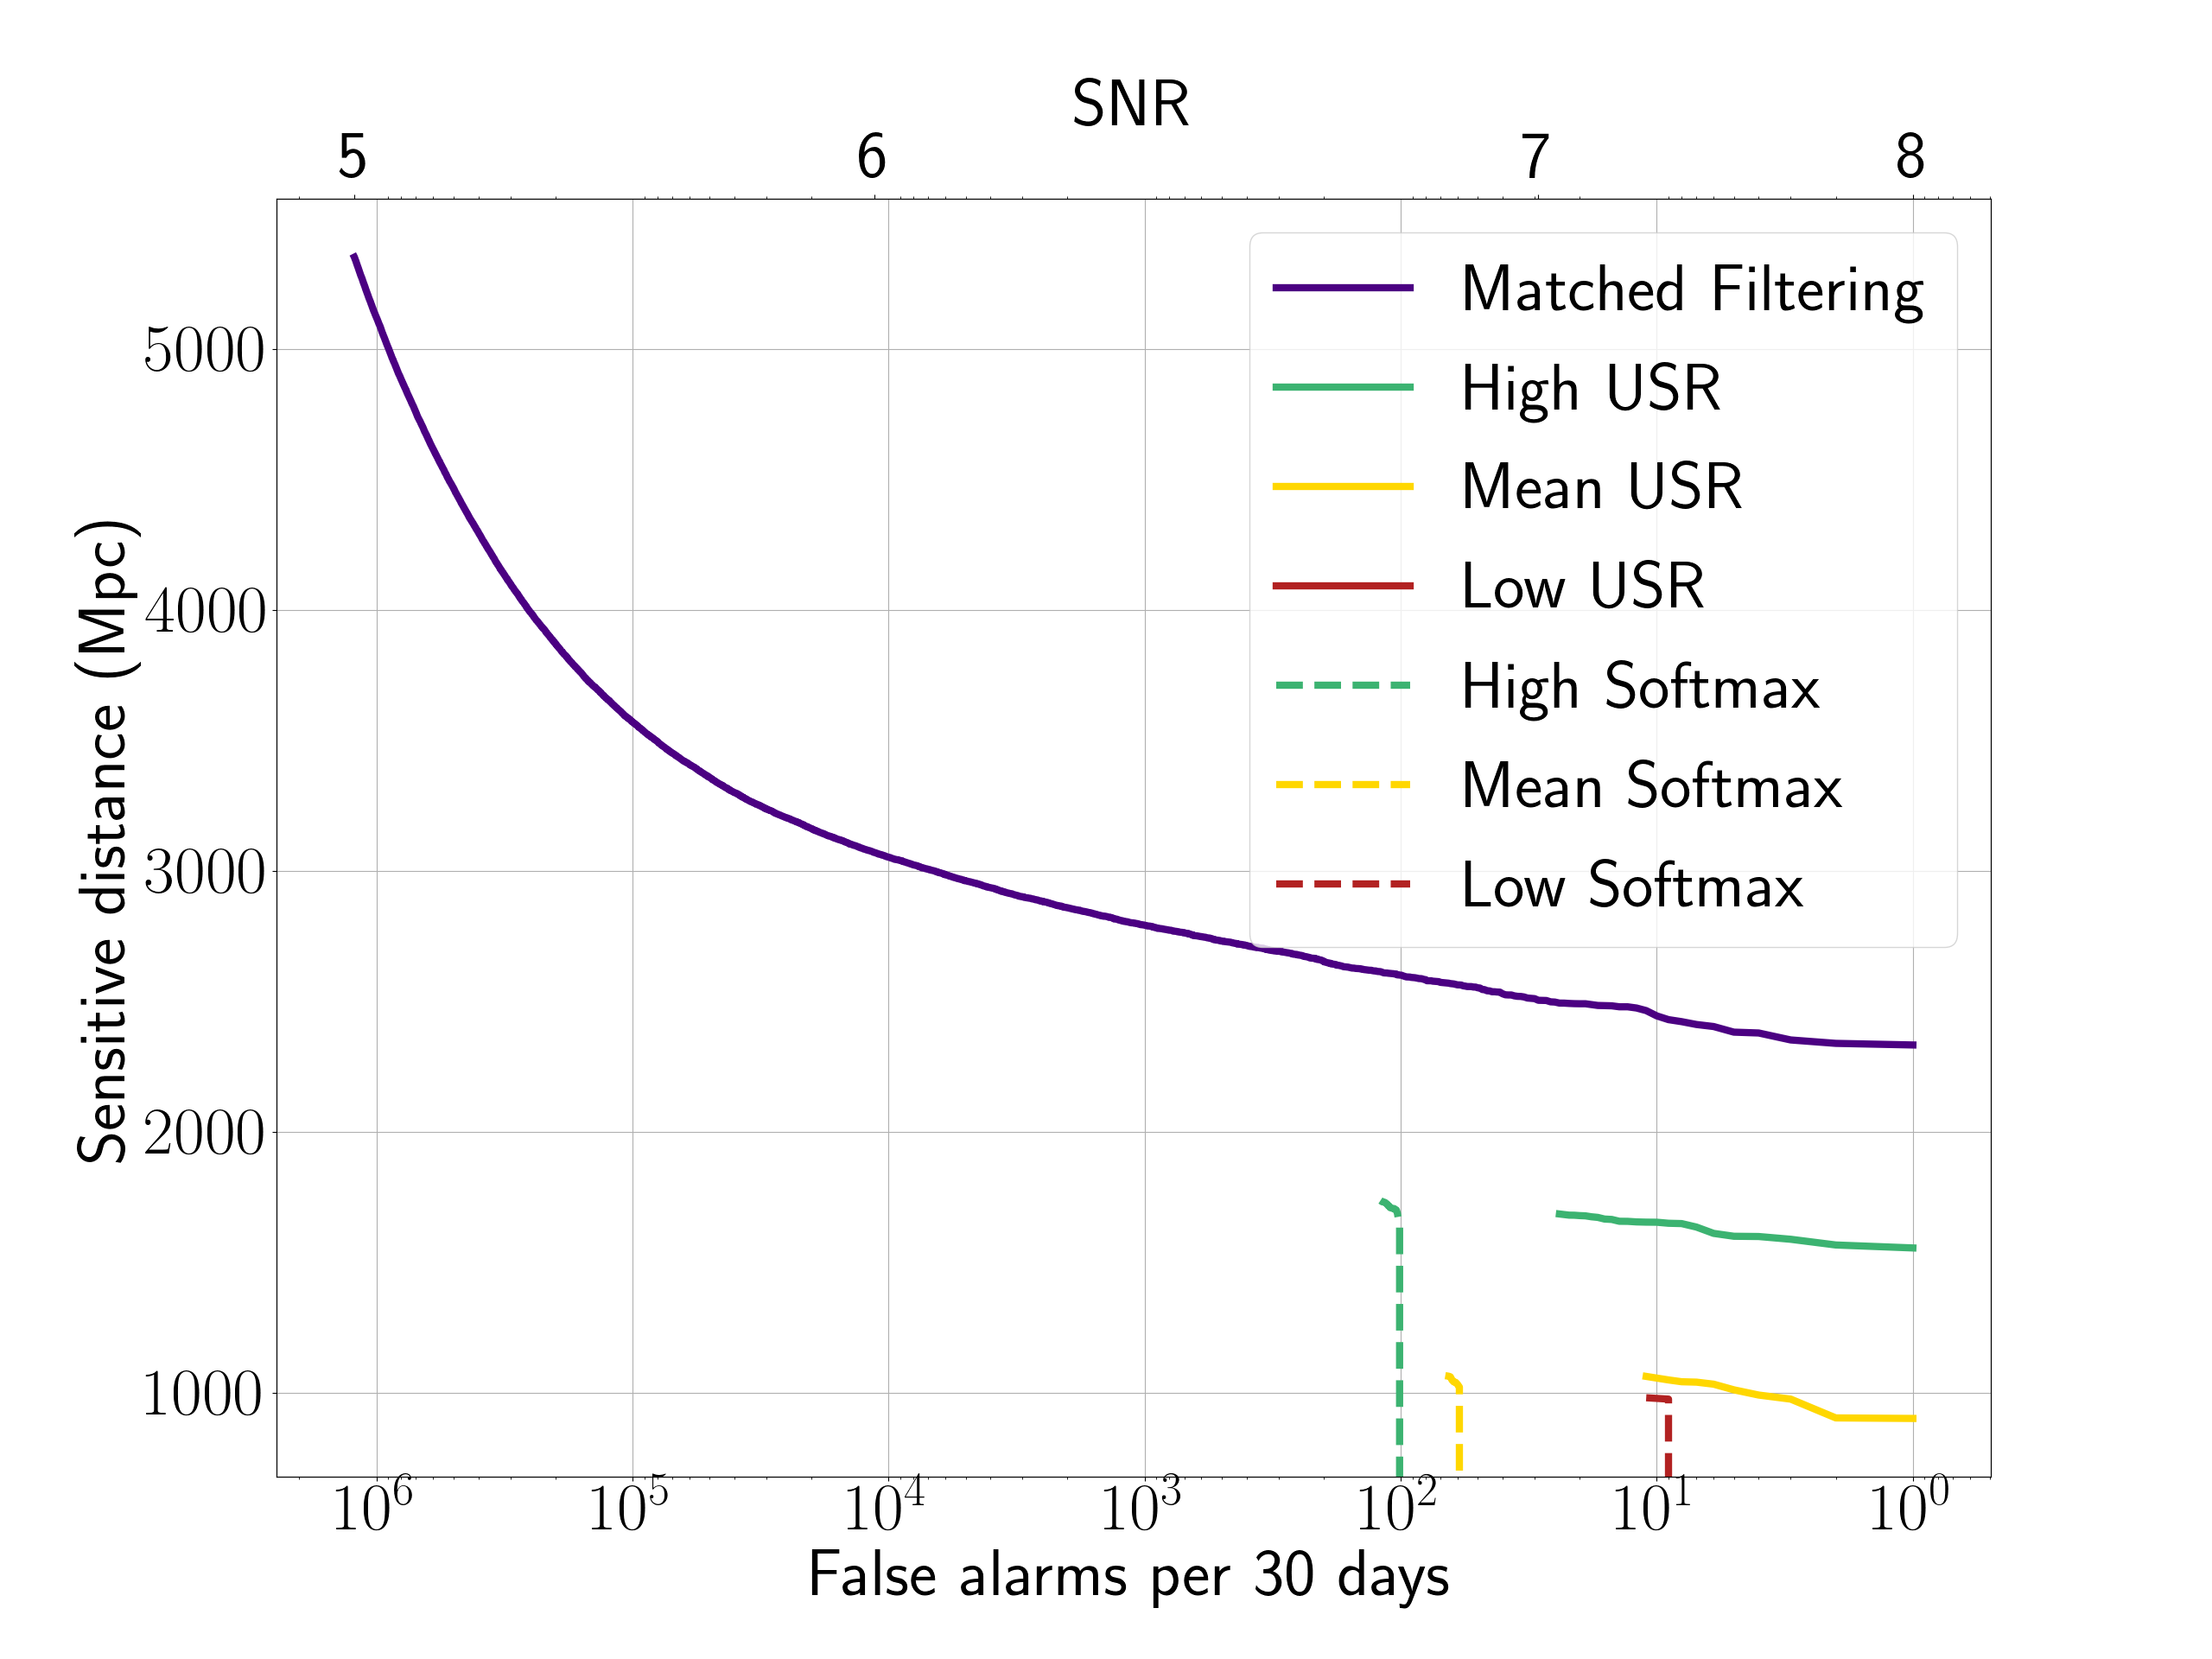 SNR
5 6 7 8
Matched Filtering
High USR
Mean USR
Low USR
High Softmax
Mean Softmax
Low Softmax
Sensitive distance (Mpc)
5000
4000
3000
2000
1000
10^6 10^5 10^4 10^3 10^2 10^1 10^0
False alarms per 30 days